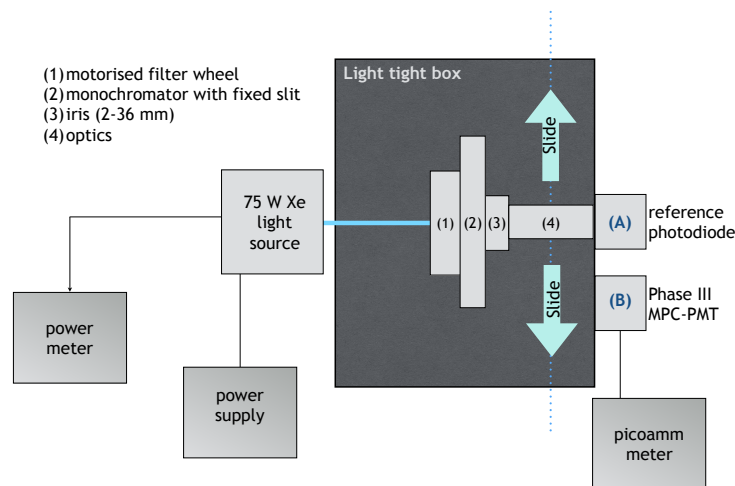 (1) motorised filter wheel
(2) monochromator with fixed slit
(3) iris (2-36 mm)
(4) optics
Light tight box
Slide
75 W Xe
light
source
(1)
(2)
(3)
(4)
(A)
reference
photodiode
Slide
(B)
Phase III
MPC-PMT
power
meter
power
supply
picoamm
meter